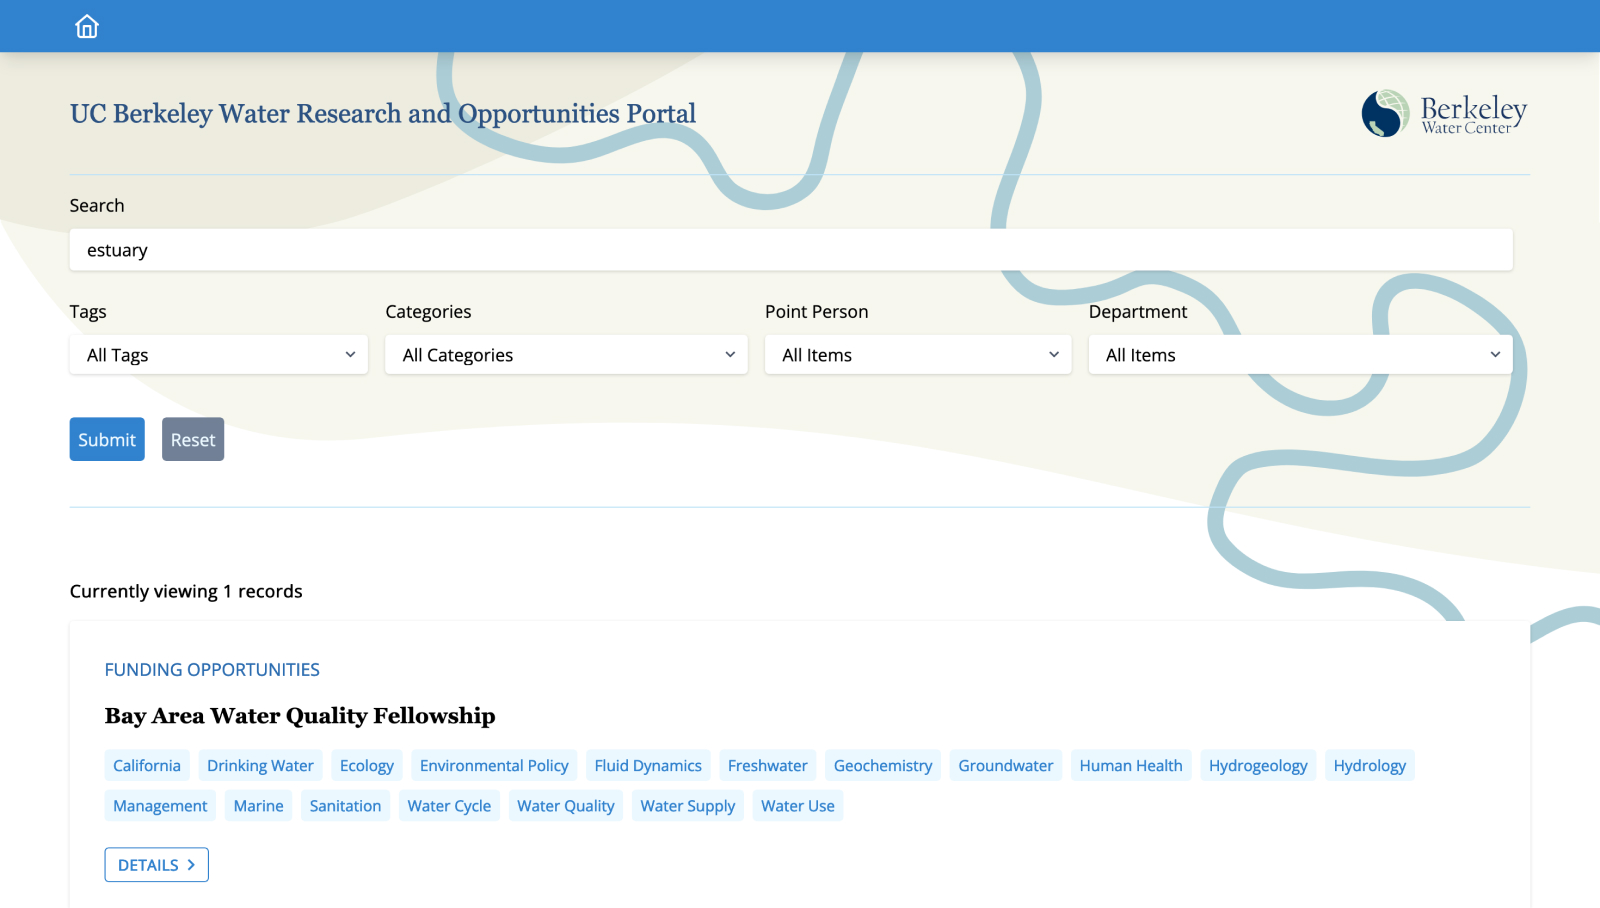 UC Berkeley Water Research and Opportunities Portal
Berkeley
Water Center
Search
estuary
Tags
Categories
Point Person
Department
All Tags
All Categories
All Items
All Items
Submit
Reset
Currently viewing 1 records
FUNDING OPPORTUNITIES
Bay Area Water Quality Fellowship
California Drinking Water Ecology Environmental Policy Fluid Dynamics Freshwater Geochemistry Groundwater Human Health Hydrogeology Hydrology
Management Marine Sanitation Water Cycle Water Quality Water Supply Water Use
DETAILS